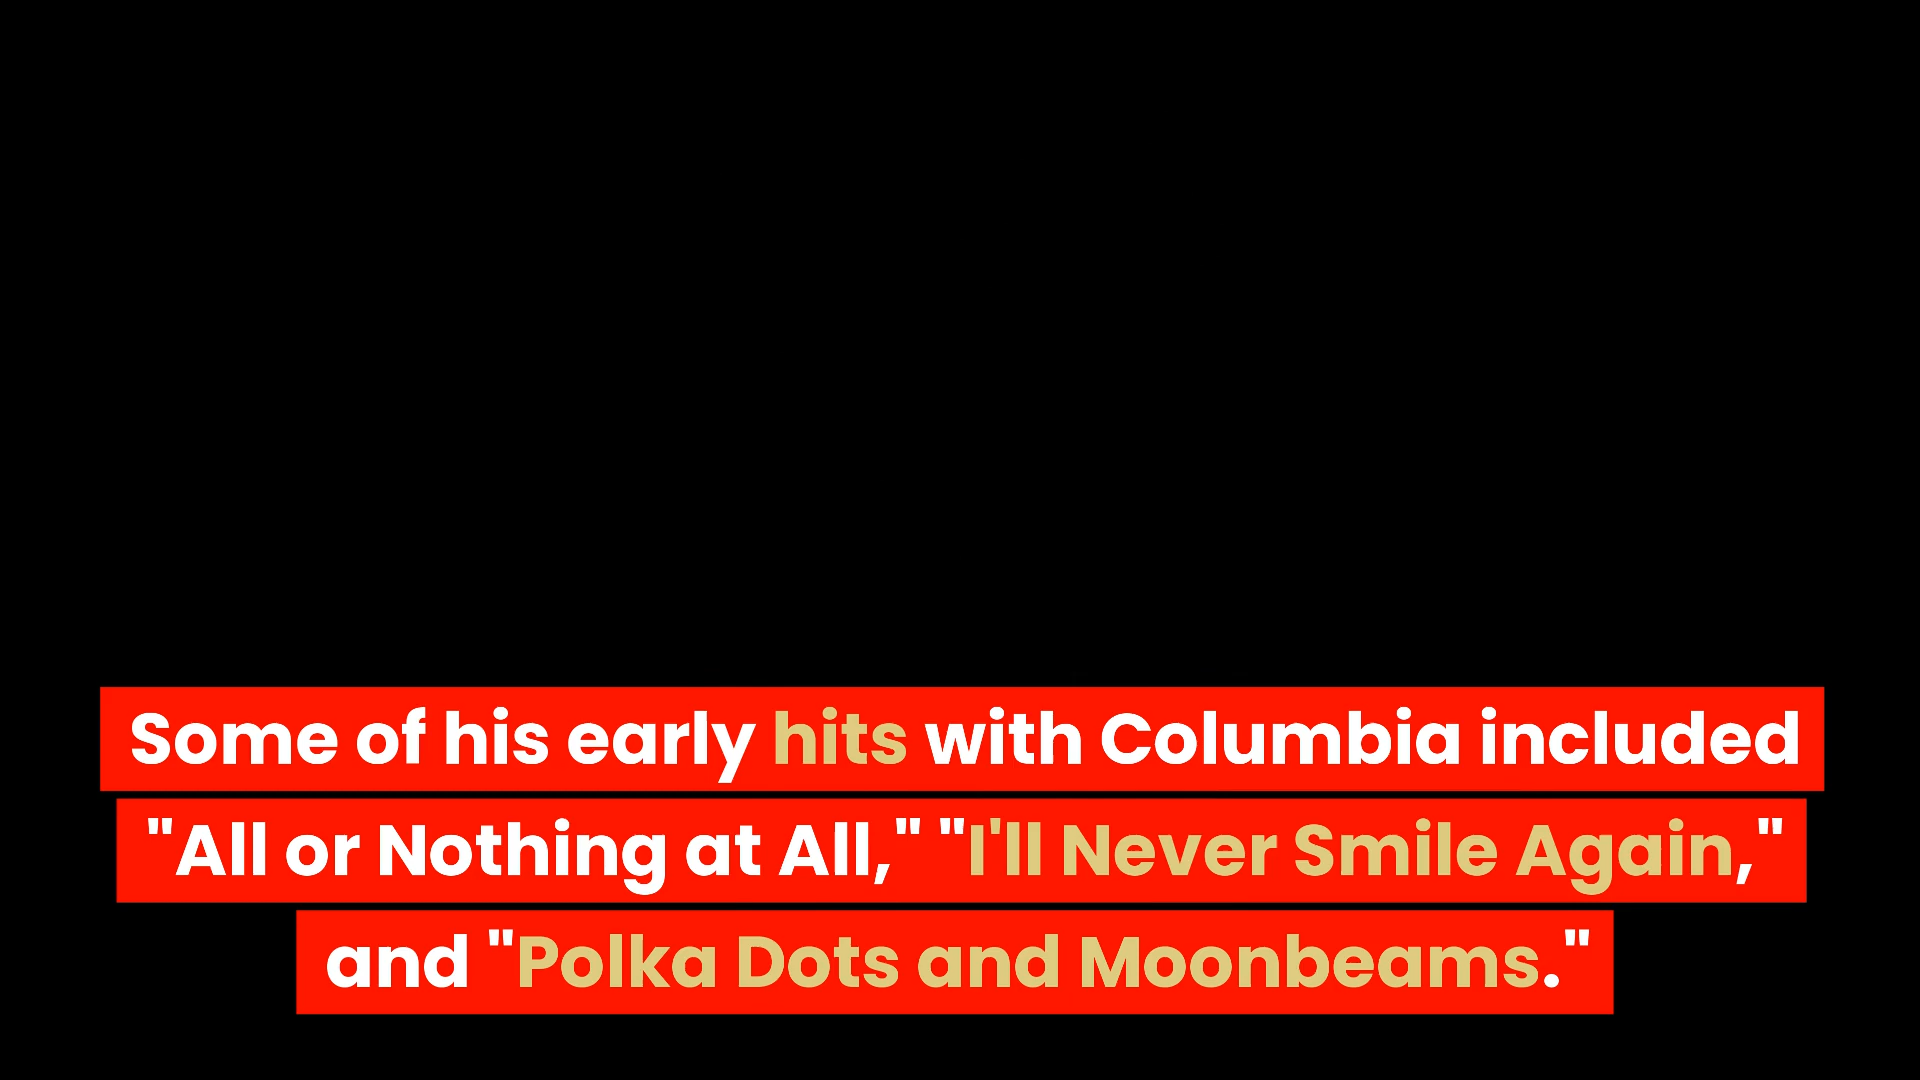 Some of his early hits with Columbia included
"All or Nothing at All," "I'll Never Smile Again,"
and "Polka Dots and Moonbeams."